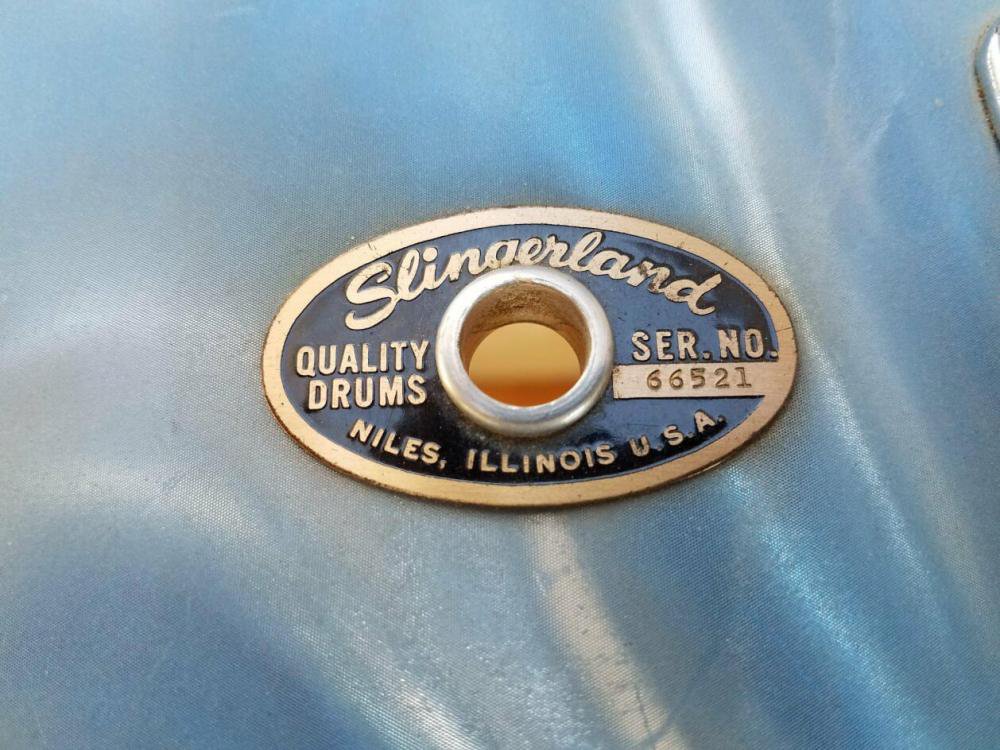 Slingerland
QUALITY
DRUMS
SER. NO.
66521
NILES, ILLINOIS U.S.A.